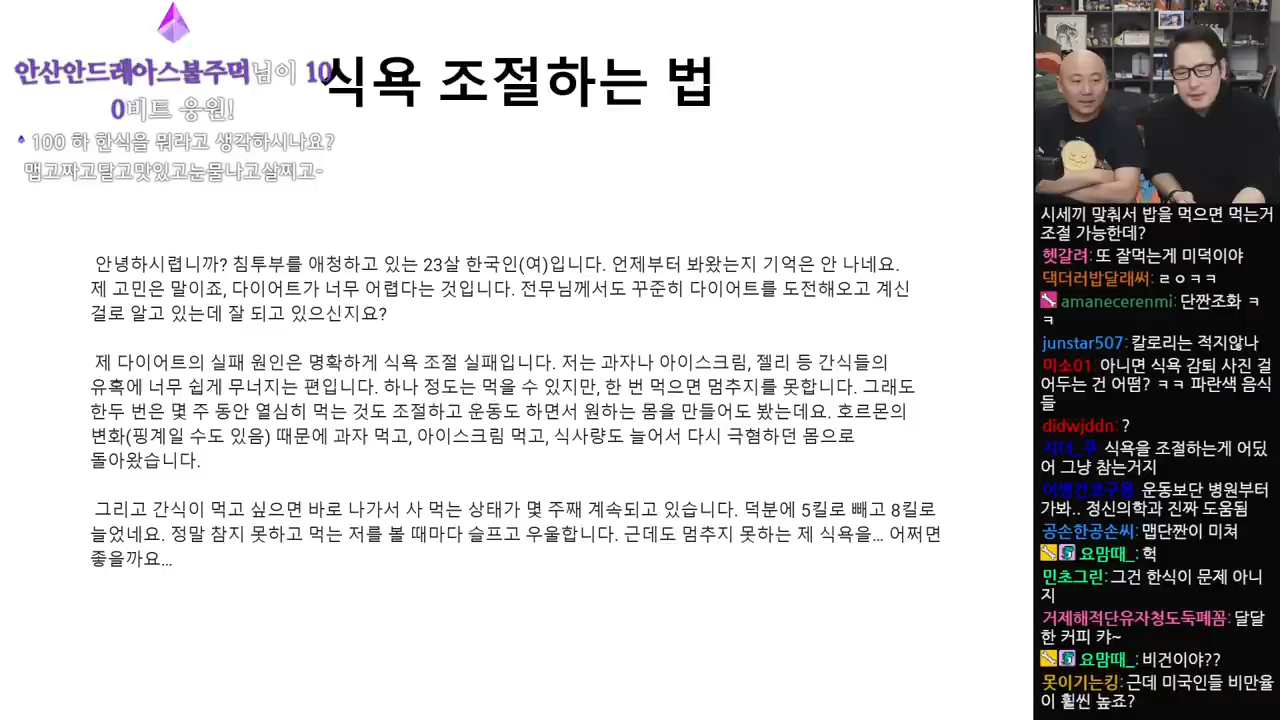 안산안드레아스불주먹님이 10
0비트 응원!
100 하 한식을 뭐라고 생각하시나요?
맵고짜고달고맛있고눈물나고살찌고~
식욕 조절하는 법
안녕하시렵니까? 침투부를 애청하고 있는 23살 한국인(여)입니다. 언제부터 봐왔는지 기억은 안 나네요.
제 고민은 말이죠, 다이어트가 너무 어렵다는 것입니다. 전무님께서도 꾸준히 다이어트를 도전해오고 계신
걸로 알고 있는데 잘 되고 있으신지요?
제 다이어트의 실패 원인은 명확하게 식욕 조절 실패입니다. 저는 과자나 아이스크림, 젤리 등 간식들의
유혹에 너무 쉽게 무너지는 편입니다. 하나 정도는 먹을 수 있지만, 한 번 먹으면 멈추지를 못합니다. 그래도
한두 번은 몇 주 동안 열심히 먹는 것도 조절하고 운동도 하면서 원하는 몸을 만들어도 봤는데요. 호르몬의
변화(핑계일 수도 있음) 때문에 과자 먹고, 아이스크림 먹고, 식사량도 늘어서 다시 극혐하던 몸으로
돌아왔습니다.
그리고 간식이 먹고 싶으면 바로 나가서 사 먹는 상태가 몇 주째 계속되고 있습니다. 덕분에 5킬로 빼고 8킬로
늘었네요. 정말 참지 못하고 먹는 저를 볼 때마다 슬프고 우울합니다. 근데도 멈추지 못하는 제 식욕을... 어쩌면
좋을까요...
시세끼 맞춰서 밥을 먹으면 먹는거
조절 가능한데?
헷갈려: 또 잘먹는게 미덕이야
댁더러밥달래써: ㄹㅇㅋㅋ
amanecerenmi: 단짠조화 ㅋ
ㅋ
junstar507: 칼로리는 적지않나
미소01: 아니면 식욕 감퇴 사진 걸
어두는 건 어떰? ㅋㅋ 파란색 음식
들
didwjddn: ?
식욕을 조절하는게 어딨
어 그냥 참는거지
이병건코구몽: 운동보단 병원부터
가봐.. 정신의학과 진짜 도움됨
공손한공손씨: 맵단짠이 미쳐
요맘때_: 헉
민초그린: 그건 한식이 문제 아니
지
거제해적단유자청도둑폐꼼: 달달
한 커피 캬~
요맘때_: 비건이야??
못이기는킹: 근데 미국인들 비만율
이 훨씬 높죠?